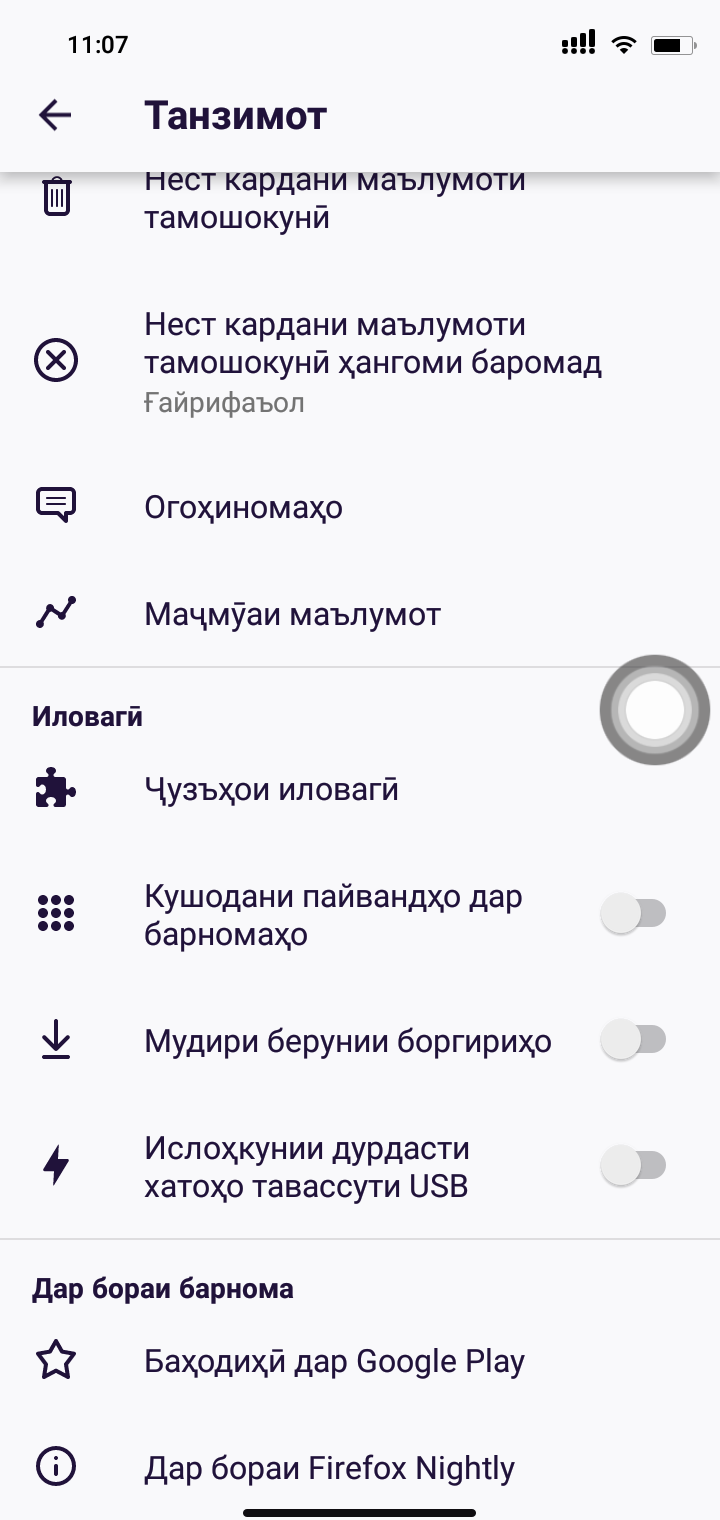 11:07
Танзимот
Нест кардани маълумоти
тамошокунӣ
Нест кардани маълумоти
тамошокунӣ ҳангоми баромад
Ғайрифаъол
Огоҳиномаҳо
Маҷмӯаи маълумот
Иловагӣ
Ҷузъҳои иловагӣ
Кушодани пайвандҳо дар
барномаҳо
Мудири берунии боргириҳо
Ислоҳкунии дурдасти
хатоҳо тавассути USB
Дар бораи барнома
Баҳодиҳӣ дар Google Play
Дар бораи Firefox Nightly